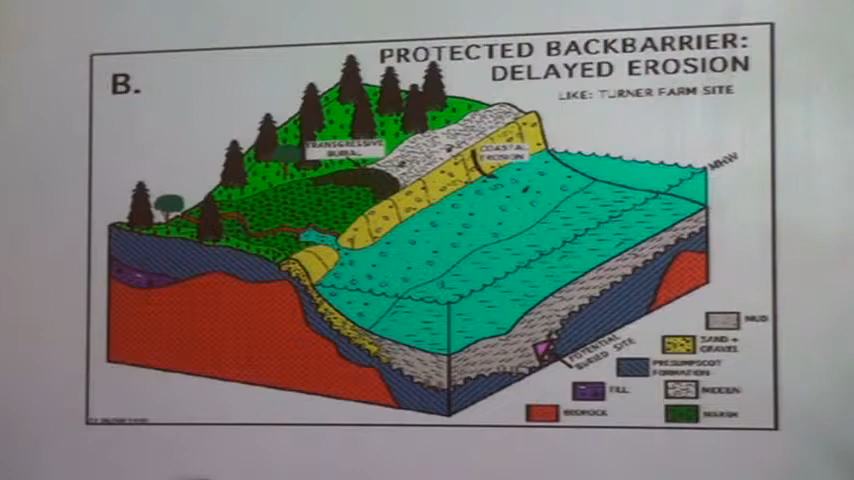 B.
PROTECTED BACKBARRIER:
DELAYED EROSION
LIKE: TURNER FARM SITE
TRANSGRESSIVE
BURIAL
COASTAL
EROSION
MHW
POTENTIAL
BURIED SITE
MUD
SAND +
GRAVEL
PRESUMPSCOT
FORMATION
TILL
MIDDEN
BEDROCK
MARSH